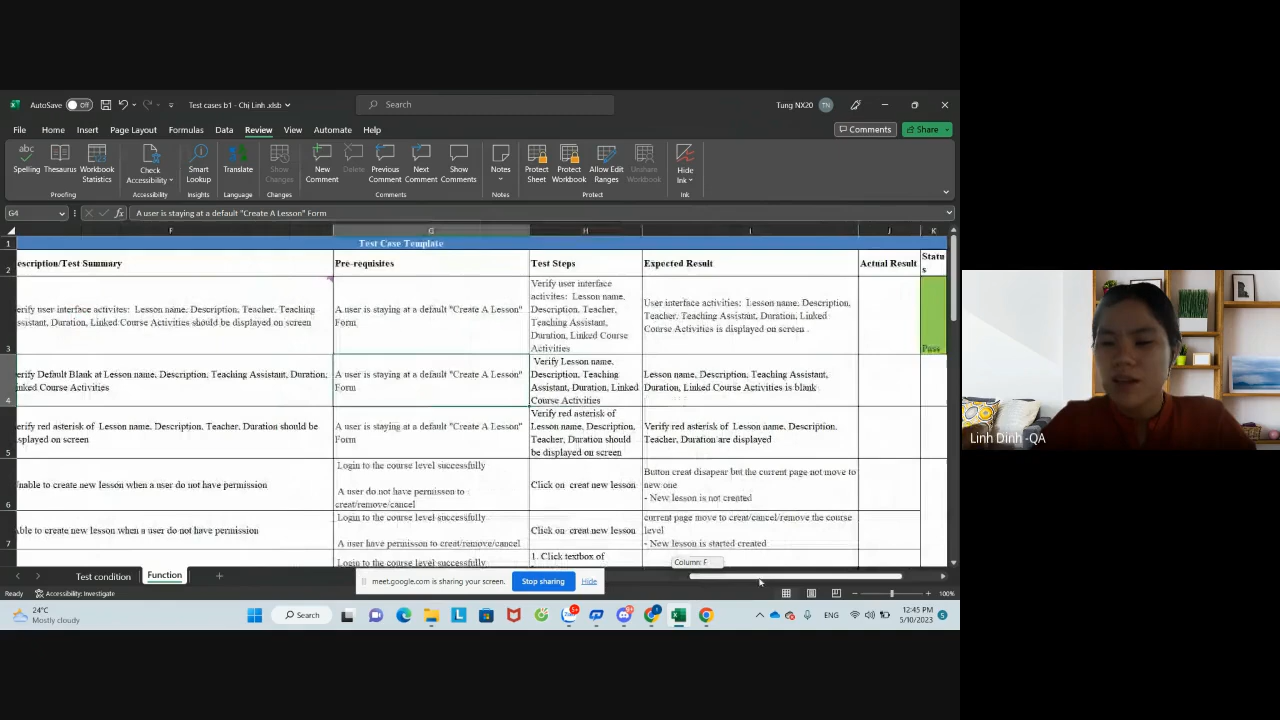 AutoSave Off Test cases b1 - Chị Linh .xlsb Search Tung NX20 TN
File Home Insert Page Layout Formulas Data Review View Automate Help Comments Share
abc
Spelling Thesaurus Workbook Statistics Check Accessibility Smart Lookup Translate Show Changes New Comment Delete Previous Comment Next Comment Show Comments Notes Protect Sheet Protect Workbook Allow Edit Ranges Unshare Workbook Hide Ink
Proofing Accessibility Insights Language Changes Comments Notes Protect Ink
G4 fx A user is staying at a default "Create A Lesson" Form
F G H I J K
1 Test Case Template
2 escription/Test Summary Pre-requisites Test Steps Expected Result Actual Result Statu
s
3 erify user interface activites: Lesson name, Description, Teacher, Teaching
ssistant, Duration, Linked Course Activities should be displayed on screen
A user is staying at a default "Create A Lesson"
Form
Verify user interface
activites: Lesson name,
Description, Teacher,
Teaching Assistant,
Duration, Linked Course
Activities
User interface activities: Lesson name, Description,
Teacher, Teaching Assistant, Duration, Linked Course
Activities is displayed on screen .
Pass
4 erify Default Blank at Lesson name, Description, Teaching Assistant, Duration,
inked Course Activities
A user is staying at a default "Create A Lesson"
Form
Verify Lesson name,
Description, Teaching
Assistant, Duration, Linked
Course Activities
Lesson name, Description, Teaching Assistant,
Duration, Linked Course Activities is blank
5 erify red asterisk of Lesson name, Description, Teacher, Duration should be
isplayed on screen
A user is staying at a default "Create A Lesson"
Form
Verify red asterisk of
Lesson name, Description,
Teacher, Duration should
be displayed on screen
Verify red asterisk of Lesson name, Description,
Teacher, Duration are displayed
6 nable to create new lesson when a user do not have permission
Login to the course level successfully
A user do not have permisson to
creat/remove/cancel
Click on creat new lesson
Button creat disapear but the current page not move to
new one
- New lesson is not created
7 ble to create new lesson when a user do not have permission
Login to the course level successfully
A user have permisson to creat/remove/cancel
Click on creat new lesson
current page move to creat/cancel/remove the course
level
- New lesson is started created
Login to the course level successfully
1. Click textbox of
Column: F
Test condition Function
meet.google.com is sharing your screen. Stop sharing Hide
Ready Accessibility: Investigate 100%
24°C
Mostly cloudy
Search
ENG
12:45 PM
5/10/2023
5
Linh Dinh -QA